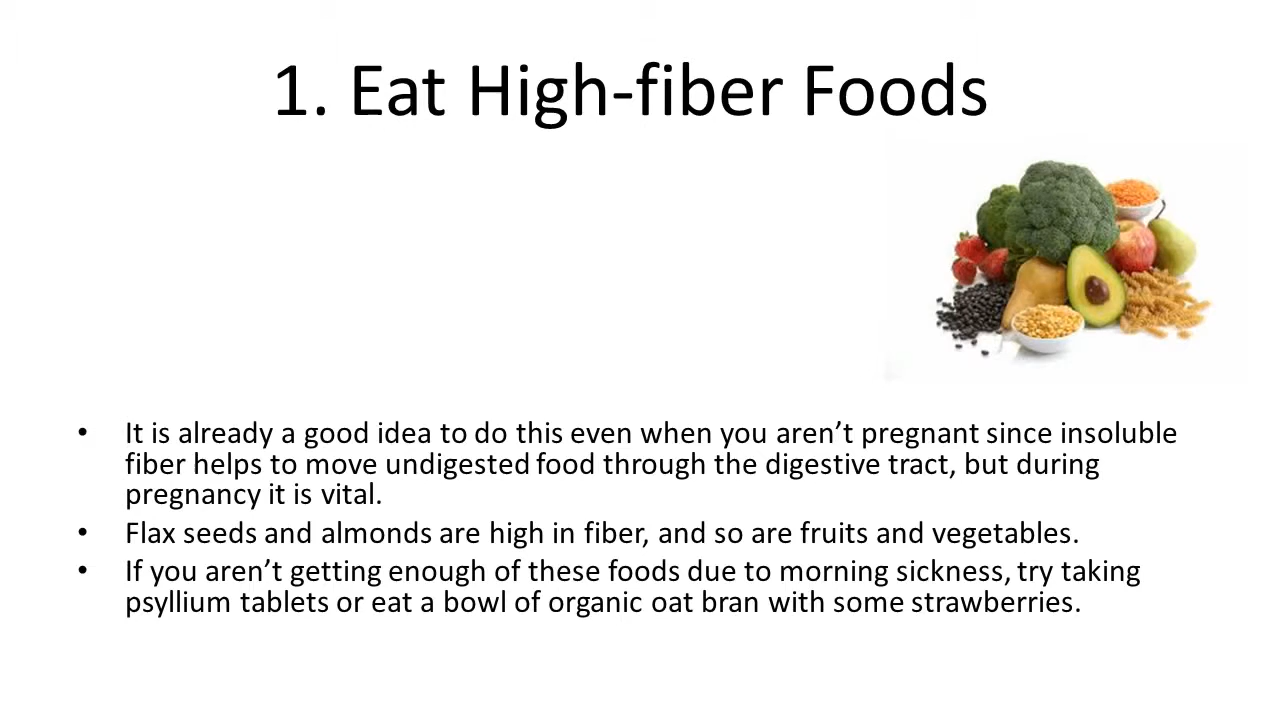 1. Eat High-fiber Foods
• It is already a good idea to do this even when you aren’t pregnant since insoluble
fiber helps to move undigested food through the digestive tract, but during
pregnancy it is vital.
• Flax seeds and almonds are high in fiber, and so are fruits and vegetables.
• If you aren’t getting enough of these foods due to morning sickness, try taking
psyllium tablets or eat a bowl of organic oat bran with some strawberries.